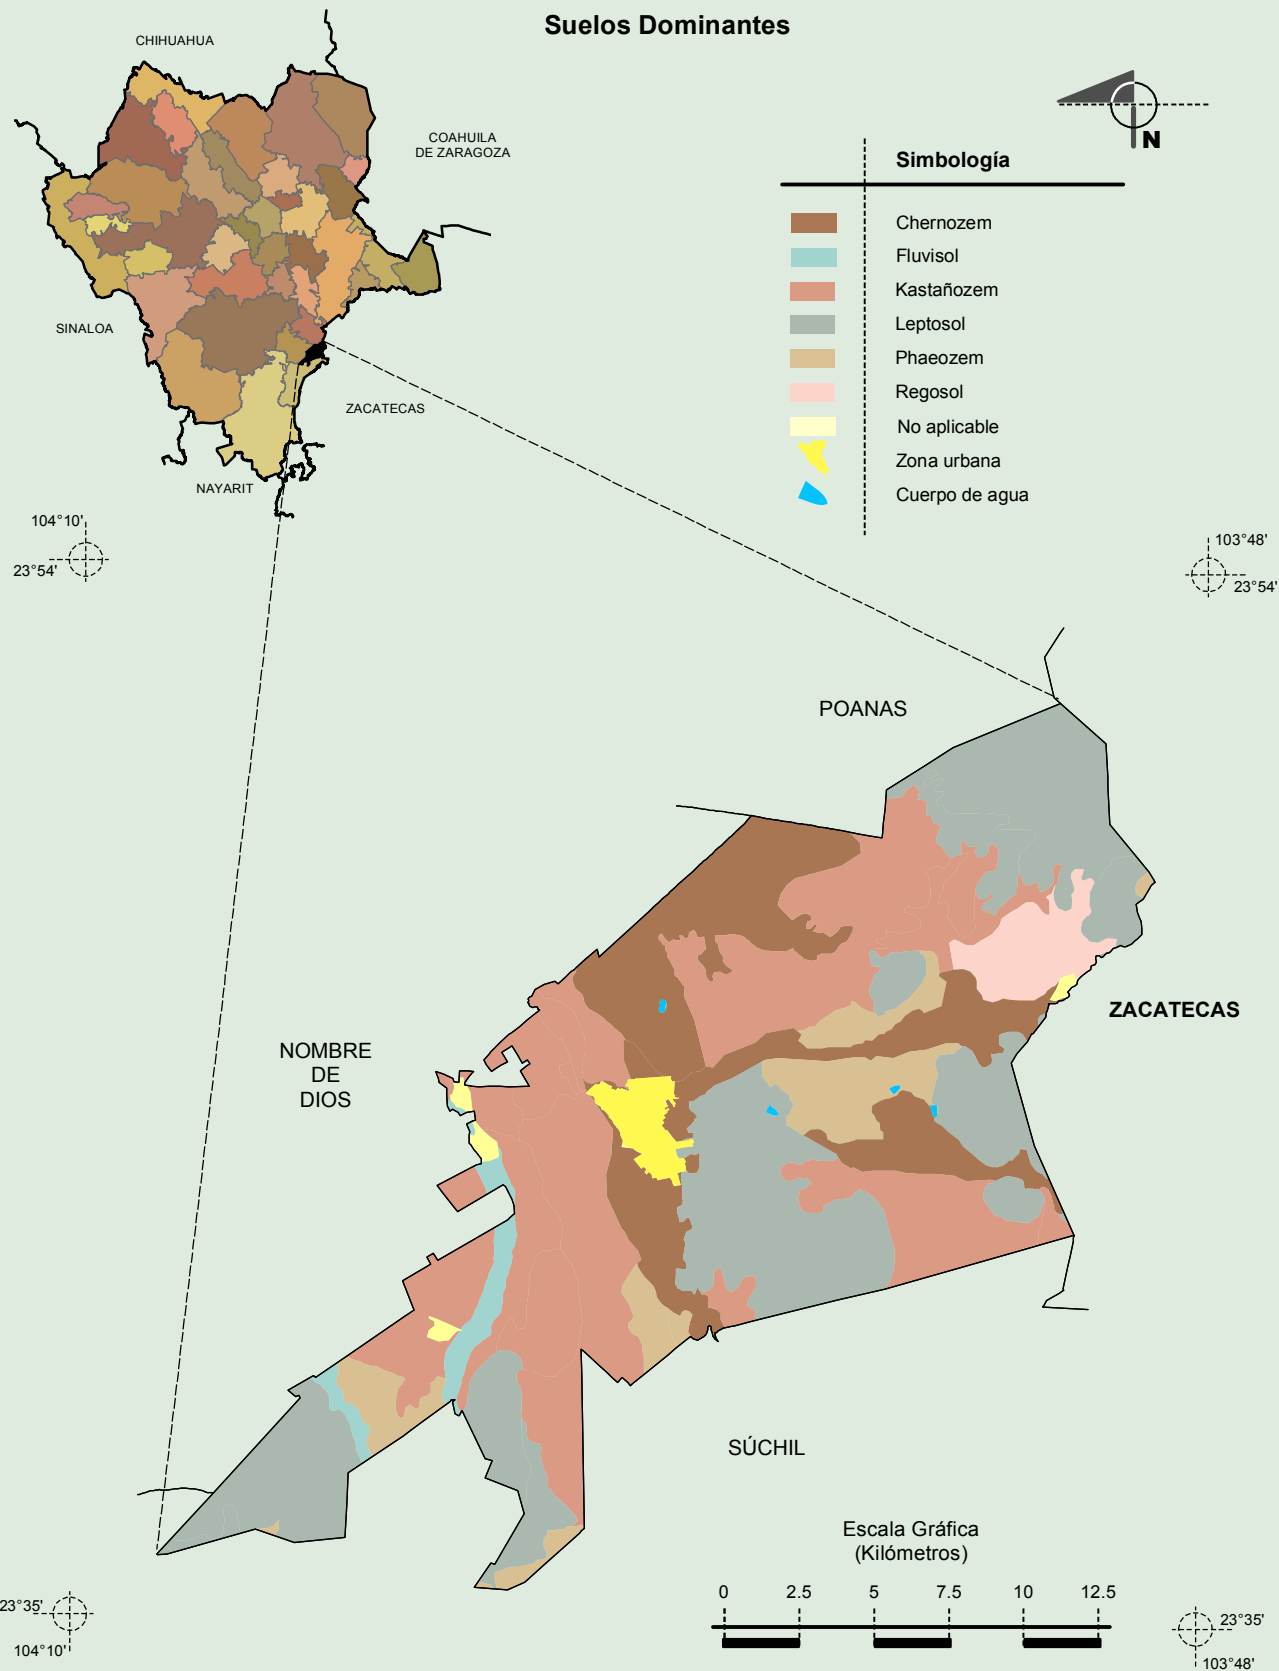 Suelos Dominantes
CHIHUAHUA
COAHUILA
DE ZARAGOZA
SINALOA
ZACATECAS
NAYARIT
N
Simbología
Chernozem
Fluvisol
Kastañozem
Leptosol
Phaeozem
Regosol
No aplicable
Zona urbana
Cuerpo de agua
104°10'
23°54'
103°48'
23°54'
POANAS
ZACATECAS
NOMBRE
DE
DIOS
SÚCHIL
Escala Gráfica
(Kilómetros)
0 2.5 5 7.5 10 12.5
23°35'
104°10'
23°35'
103°48'